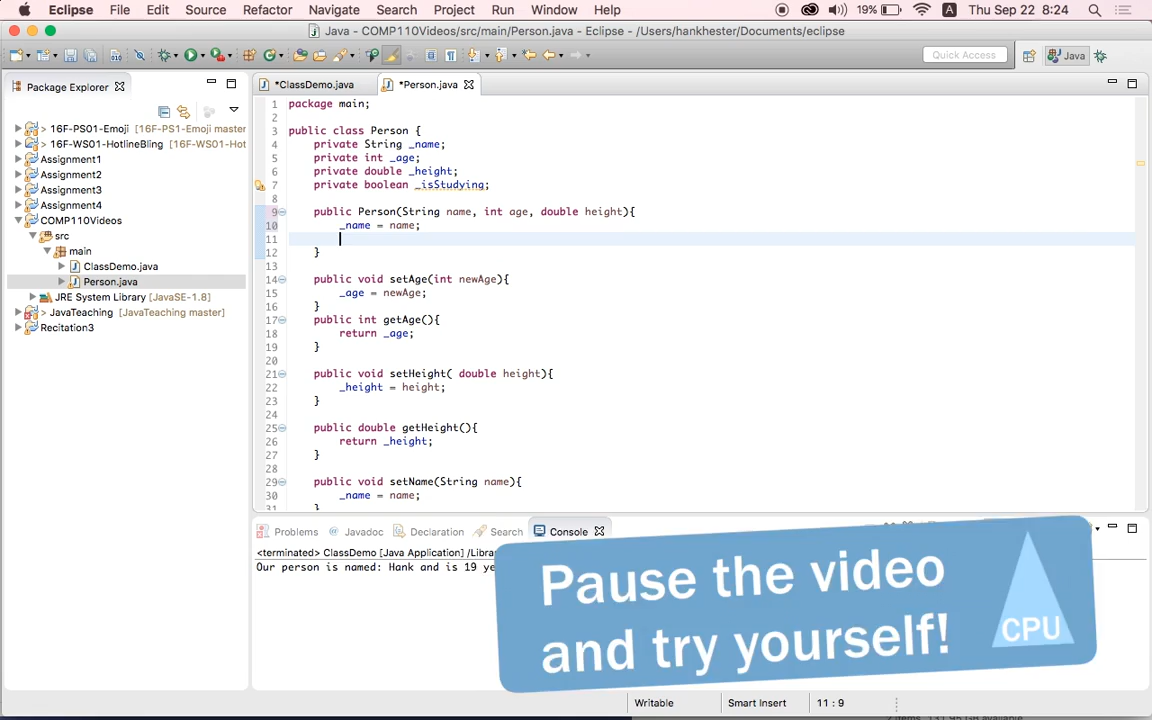 Eclipse File Edit Source Refactor Navigate Search Project Run Window Help 19% A Thu Sep 22 8:24
Java - COMP110Videos/src/main/Person.java - Eclipse - /Users/hankhester/Documents/eclipse
Quick Access Java
Package Explorer
> 16F-PS01-Emoji [16F-PS1-Emoji master
> 16F-WS01-HotlineBling [16F-WS01-Hot
Assignment1
Assignment2
Assignment3
Assignment4
COMP110Videos
src
main
ClassDemo.java
Person.java
JRE System Library [JavaSE-1.8]
> JavaTeaching [JavaTeaching master]
Recitation3
*ClassDemo.java *Person.java
1 package main;
2
3 public class Person {
4 private String _name;
5 private int _age;
6 private double _height;
7 private boolean _isStudying;
8
9 public Person(String name, int age, double height){
10 _name = name;
11
12 }
13
14 public void setAge(int newAge){
15 _age = newAge;
16 }
17 public int getAge(){
18 return _age;
19 }
20
21 public void setHeight( double height){
22 _height = height;
23 }
24
25 public double getHeight(){
26 return _height;
27 }
28
29 public void setName(String name){
30 _name = name;
31 }
Problems Javadoc Declaration Search Console
<terminated> ClassDemo [Java Application] /Libra
Our person is named: Hank and is 19 ye
Pause the video
and try yourself!
CPU
Writable Smart Insert 11 : 9